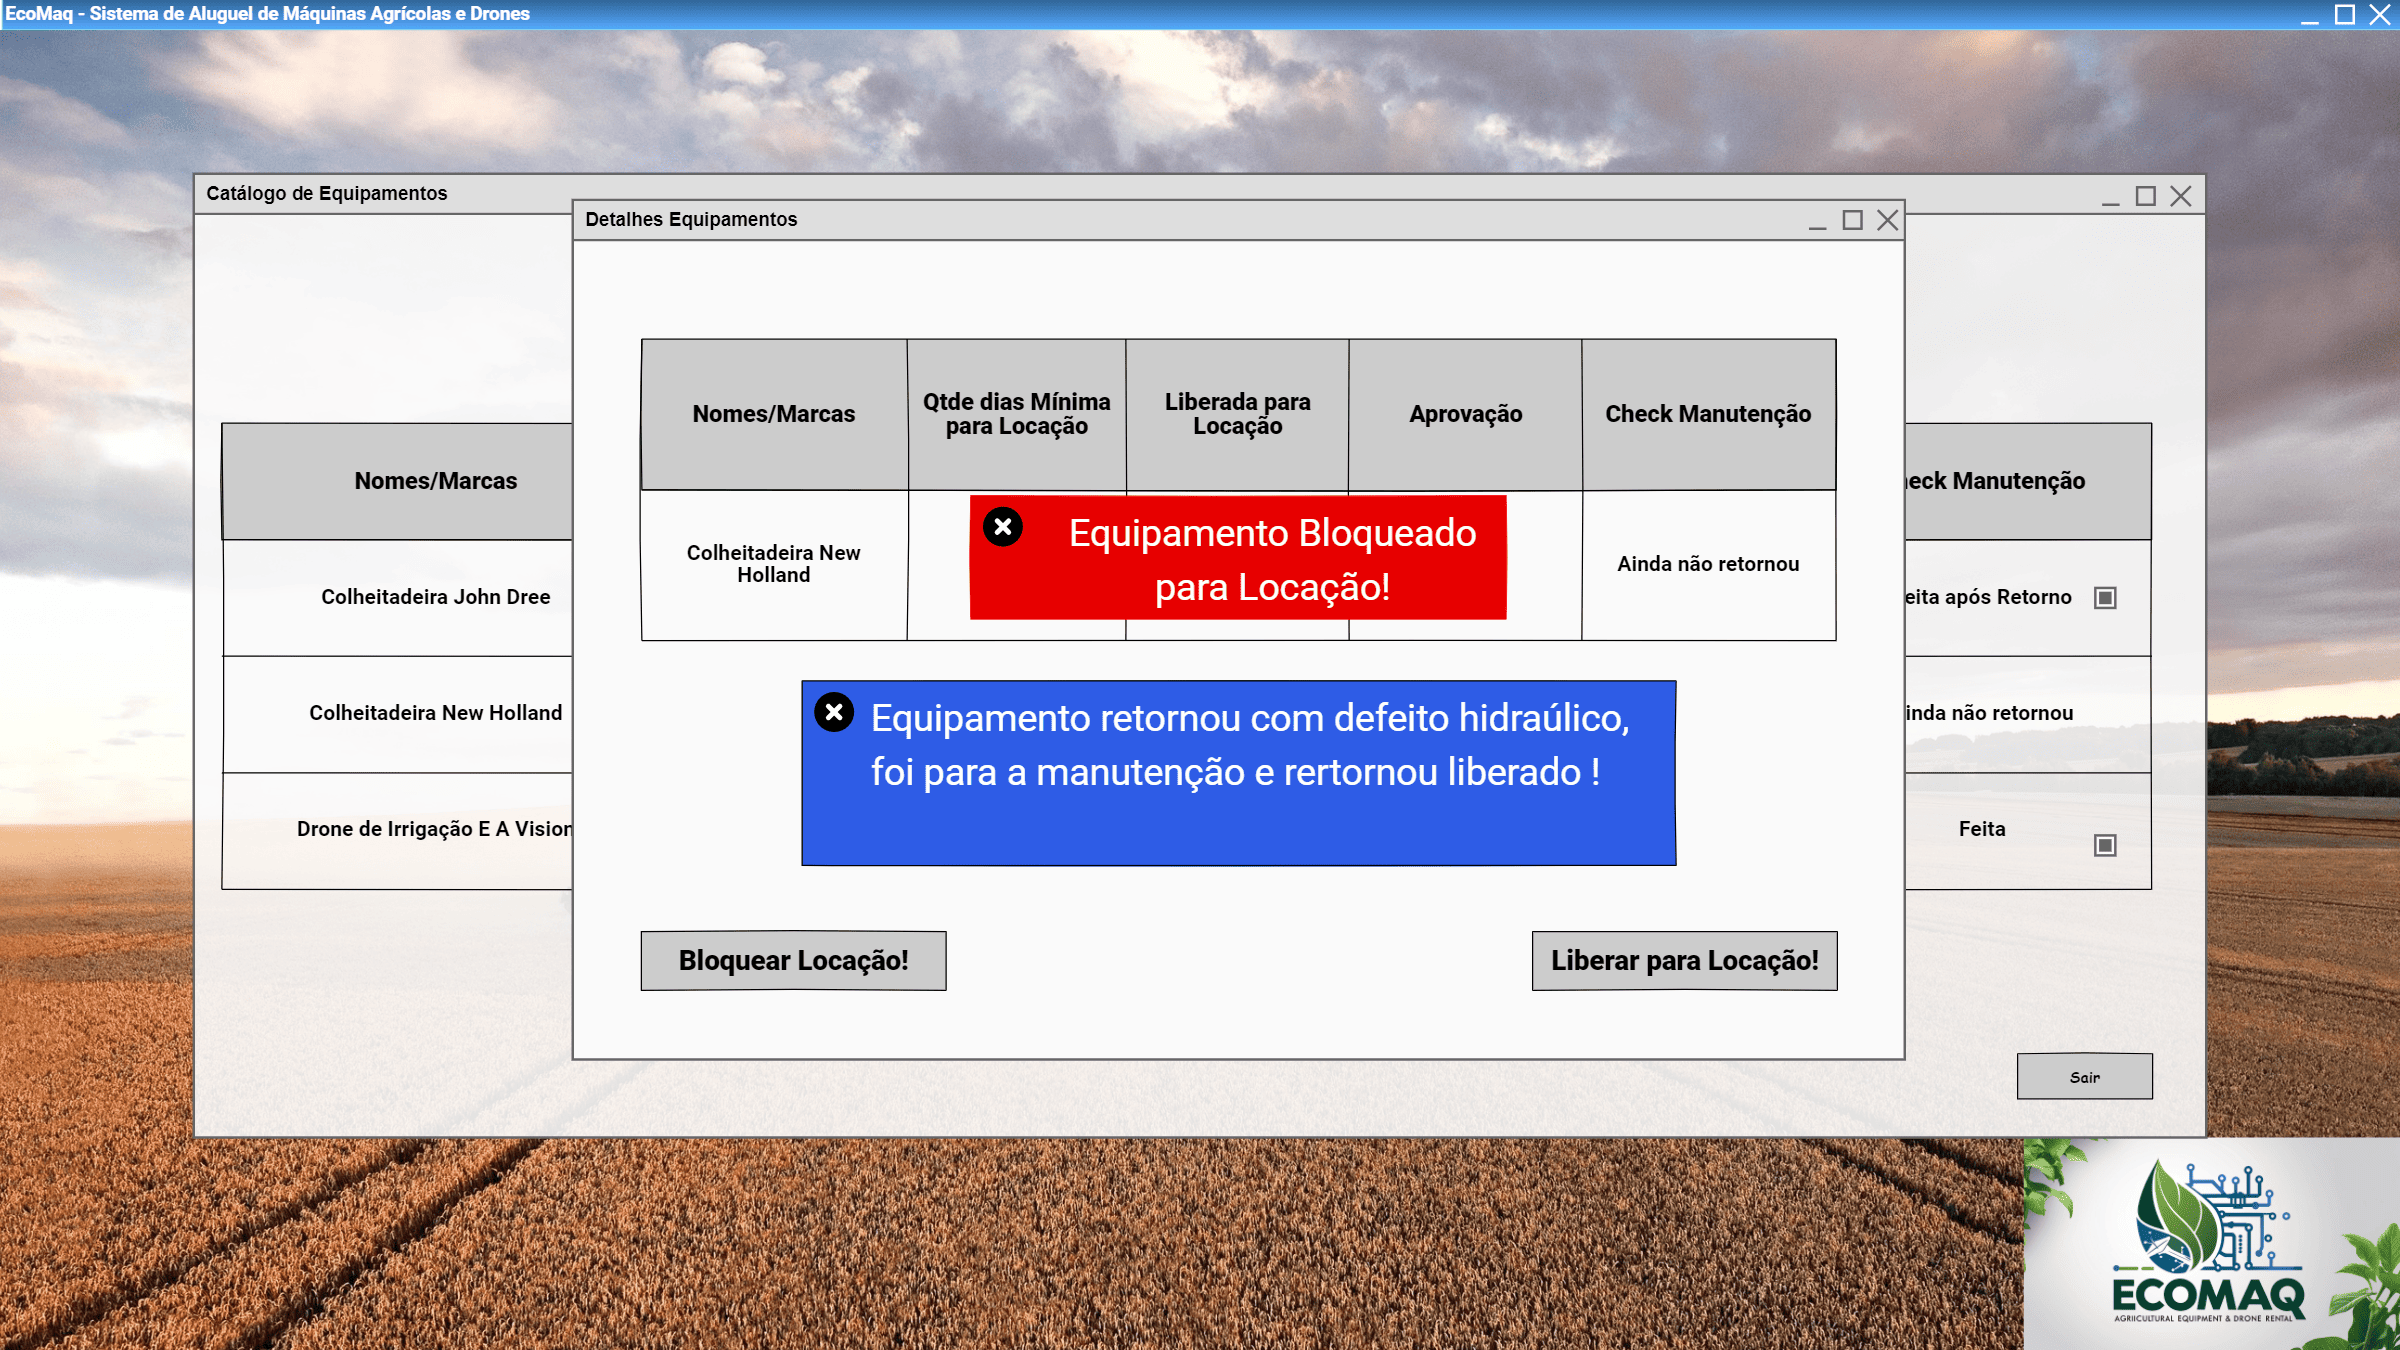 EcoMaq - Sistema de Aluguel de Máquinas Agrícolas e Drones
Catálogo de Equipamentos
Detalhes Equipamentos
Nomes/Marcas
Qtde dias Mínima
para Locação
Liberada para
Locação
Aprovação
Check Manutenção
Colheitadeira New
Holland
Equipamento Bloqueado
para Locação!
Ainda não retornou
Equipamento retornou com defeito hidraúlico,
foi para a manutenção e rertornou liberado !
Bloquear Locação!
Liberar para Locação!
Nomes/Marcas
eck Manutenção
Colheitadeira John Dree
eita após Retorno
Colheitadeira New Holland
inda não retornou
Drone de Irrigação E A Vision
Feita
Sair
ECOMAQ
AGRIICULTURAL EQUIPMENT & DRONE RENTAL